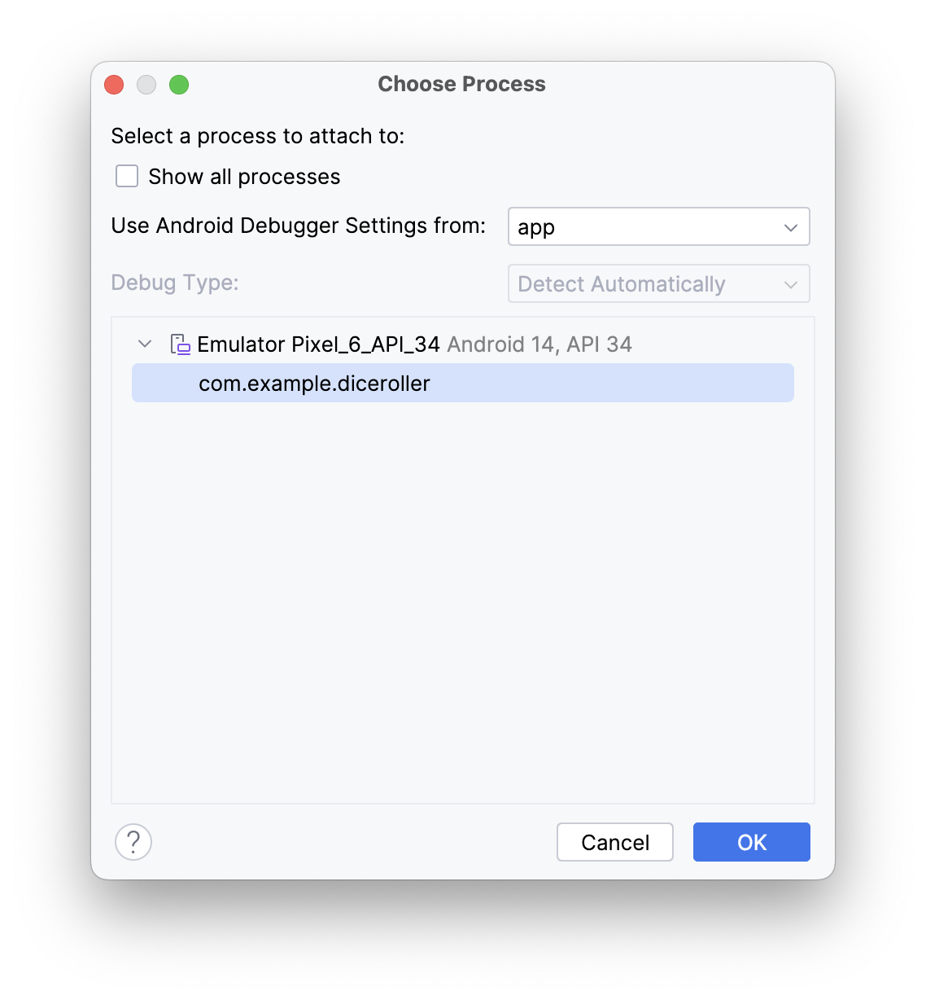 Choose Process
Select a process to attach to:
Show all processes
Use Android Debugger Settings from: app
Debug Type: Detect Automatically
Emulator Pixel_6_API_34 Android 14, API 34
com.example.diceroller
? Cancel OK